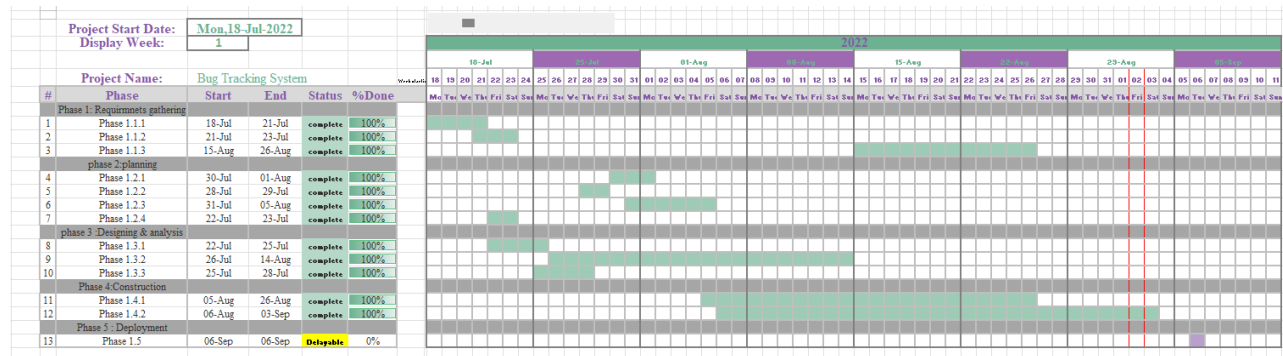 Project Start Date: Mon,18-Jul-2022
Display Week: 1
2022
18-Jul 25-Jul 01-Aug 08-Aug 15-Aug 22-Aug 29-Aug 05-Sep
Project Name: Bug Tracking System
18 19 20 21 22 23 24 25 26 27 28 29 30 31 01 02 03 04 05 06 07 08 09 10 11 12 13 14 15 16 17 18 19 20 21 22 23 24 25 26 27 28 29 30 31 01 02 03 04 05 06 07 08 09 10 11
# Phase Start End Status %Done
Phase 1: Requirmnets gathering
1 Phase 1.1.1 18-Jul 21-Jul complete 100%
2 Phase 1.1.2 21-Jul 23-Jul complete 100%
3 Phase 1.1.3 15-Aug 26-Aug complete 100%
phase 2:planning
4 Phase 1.2.1 30-Jul 01-Aug complete 100%
5 Phase 1.2.2 28-Jul 29-Jul complete 100%
6 Phase 1.2.3 31-Jul 05-Aug complete 100%
7 Phase 1.2.4 22-Jul 23-Jul complete 100%
phase 3 :Designing & analysis
8 Phase 1.3.1 22-Jul 25-Jul complete 100%
9 Phase 1.3.2 26-Jul 14-Aug complete 100%
10 Phase 1.3.3 25-Jul 28-Jul complete 100%
Phase 4:Construction
11 Phase 1.4.1 05-Aug 26-Aug complete 100%
12 Phase 1.4.2 06-Aug 03-Sep complete 100%
Phase 5 : Deployment
13 Phase 1.5 06-Sep 06-Sep Delayable 0%